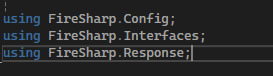 using FireSharp.Config;
using FireSharp.Interfaces;
using FireSharp.Response;